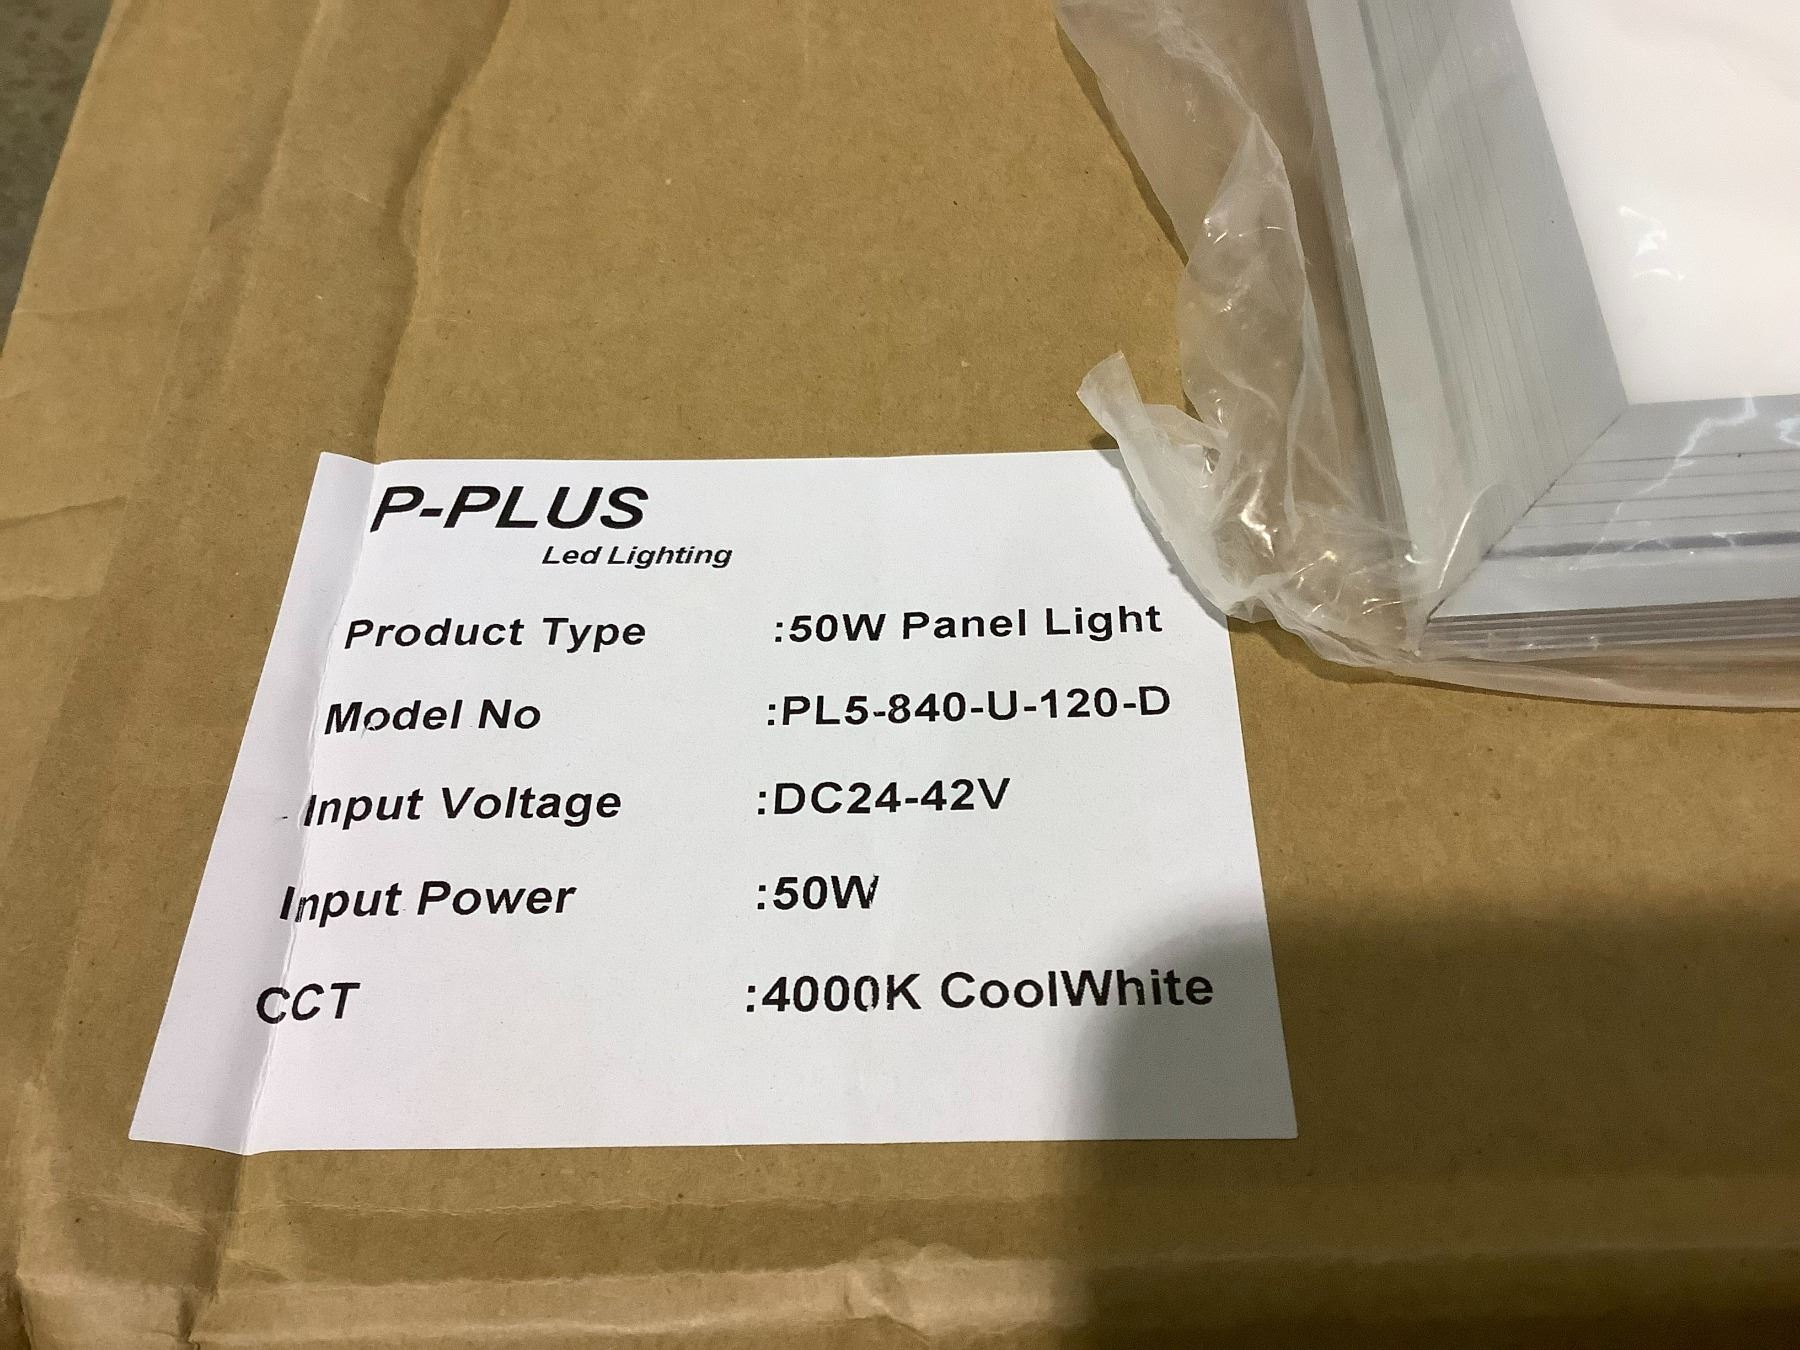 P-PLUS
Led Lighting
Product Type :50W Panel Light
Model No :PL5-840-U-120-D
Input Voltage :DC24-42V
Input Power :50W
CCT :4000K CoolWhite